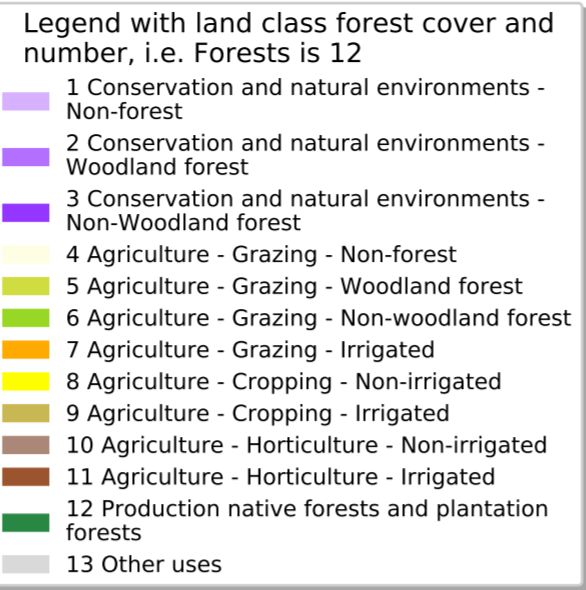 Legend with land class forest cover and
number, i.e. Forests is 12
1 Conservation and natural environments -
Non-forest
2 Conservation and natural environments -
Woodland forest
3 Conservation and natural environments -
Non-Woodland forest
4 Agriculture - Grazing - Non-forest
5 Agriculture - Grazing - Woodland forest
6 Agriculture - Grazing - Non-woodland forest
7 Agriculture - Grazing - Irrigated
8 Agriculture - Cropping - Non-irrigated
9 Agriculture - Cropping - Irrigated
10 Agriculture - Horticulture - Non-irrigated
11 Agriculture - Horticulture - Irrigated
12 Production native forests and plantation
forests
13 Other uses